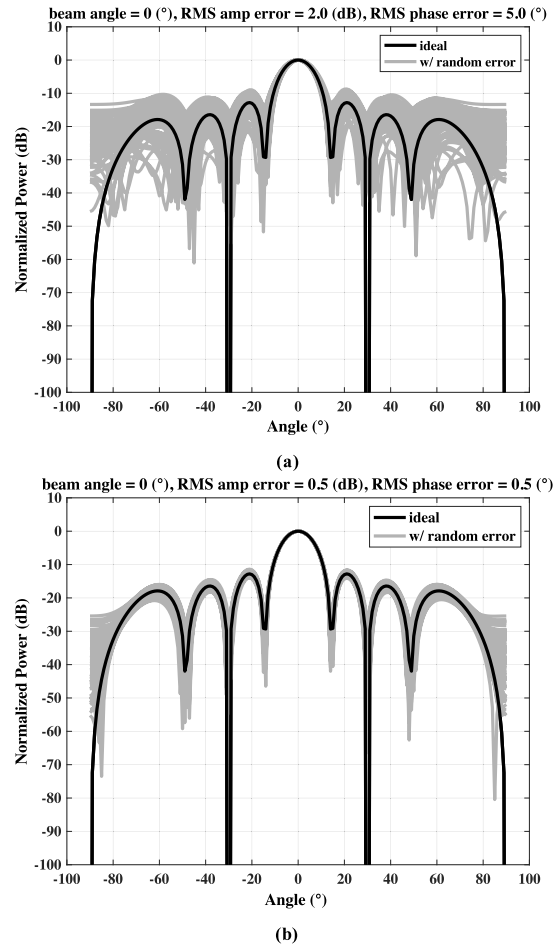 beam angle = 0 (°), RMS amp error = 2.0 (dB), RMS phase error = 5.0 (°)
ideal
w/ random error
10
0
-10
-20
-30
-40
-50
-60
-70
-80
-90
-100
Normalized Power (dB)
-100 -80 -60 -40 -20 0 20 40 60 80 100
Angle (°)
(a)
beam angle = 0 (°), RMS amp error = 0.5 (dB), RMS phase error = 0.5 (°)
ideal
w/ random error
10
0
-10
-20
-30
-40
-50
-60
-70
-80
-90
-100
Normalized Power (dB)
-100 -80 -60 -40 -20 0 20 40 60 80 100
Angle (°)
(b)